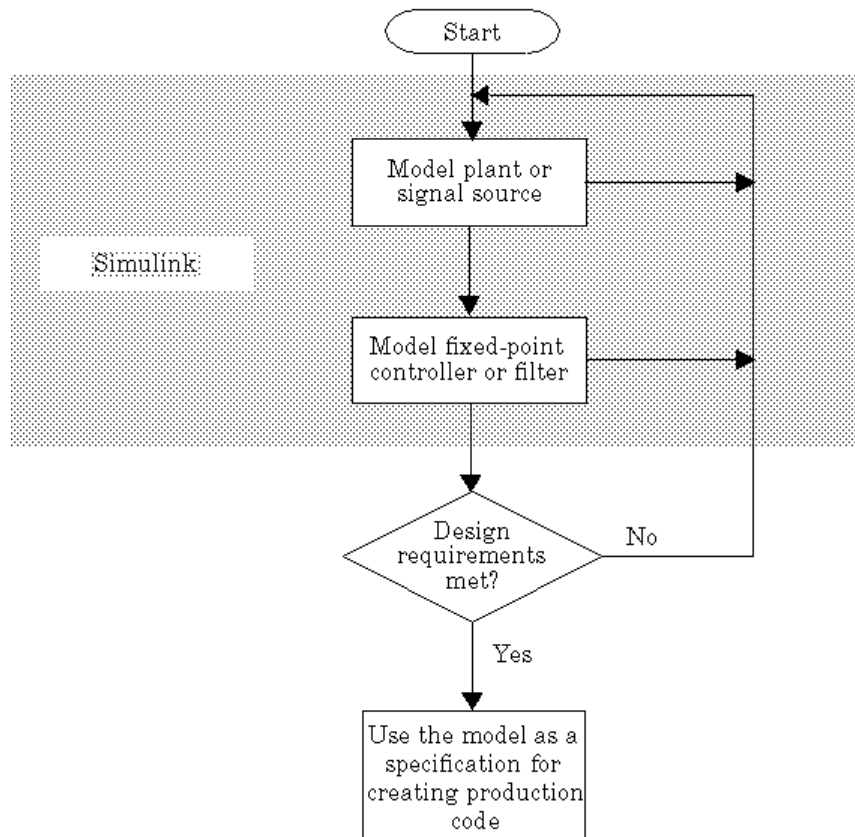 Start
Model plant or
signal source
Simulink
Model fixed-point
controller or filter
Design
requirements
met?
No
Yes
Use the model as a
specification for
creating production
code